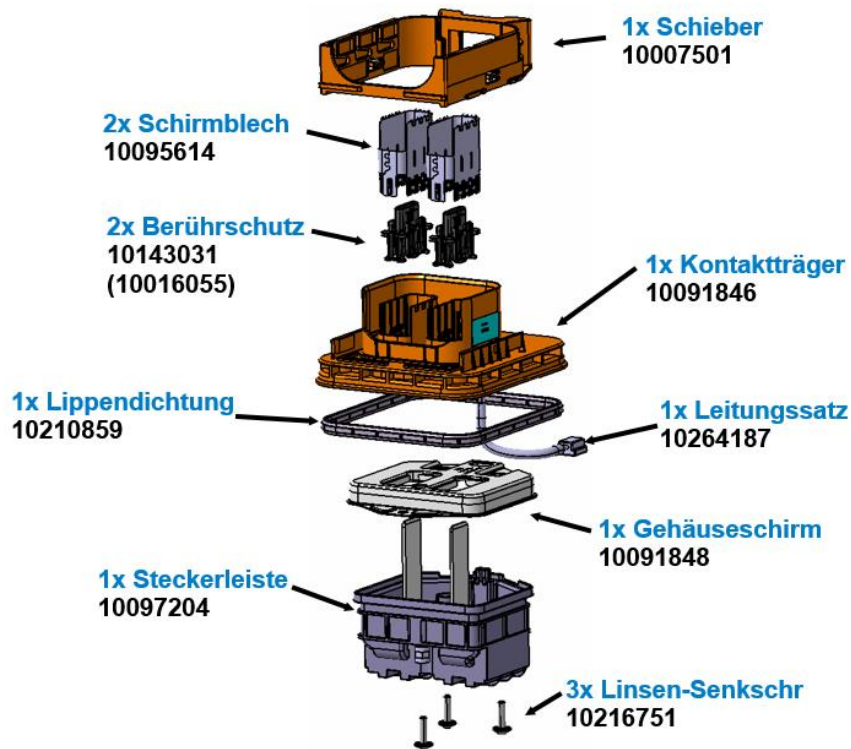 1x Schieber
10007501
2x Schirmblech
10095614
2x Berührschutz
10143031
(10016055)
1x Kontaktträger
10091846
1x Lippendichtung
10210859
1x Leitungssatz
10264187
1x Gehäuseschirm
10091848
1x Steckerleiste
10097204
3x Linsen-Senkschr
10216751